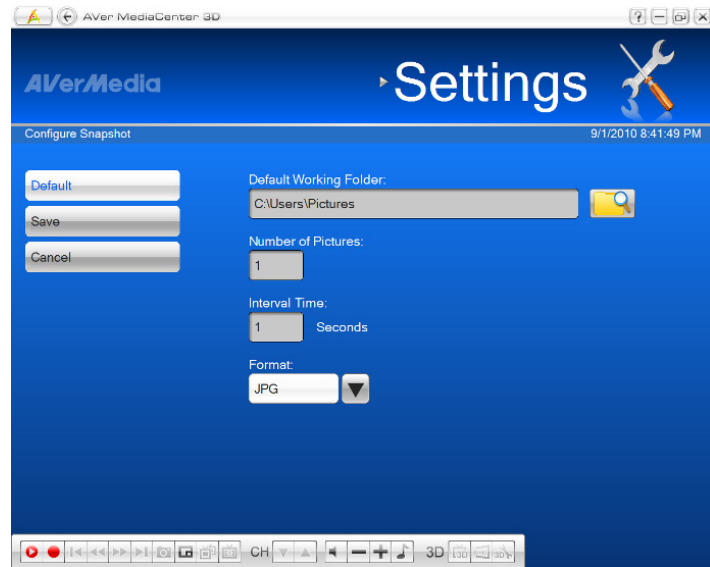 AVer MediaCenter 3D
?
AVerMedia
Settings
Configure Snapshot
9/1/2010 8:41:49 PM
Default
Save
Cancel
Default Working Folder:
C:\Users\Pictures
Number of Pictures:
1
Interval Time:
1 Seconds
Format:
JPG
CH
3D